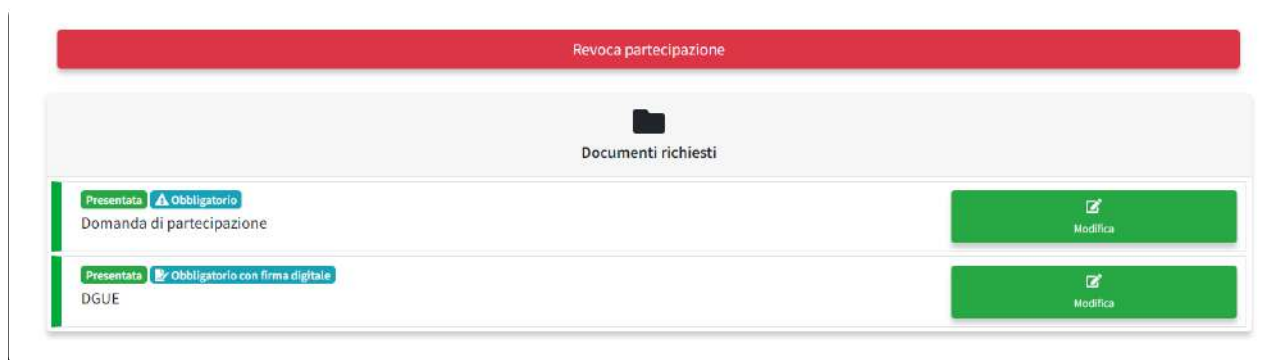 Revoca partecipazione
Documenti richiesti
Presentata Obbligatorio
Domanda di partecipazione
Modifica
Presentata Obbligatorio con firma digitale
DGUE
Modifica